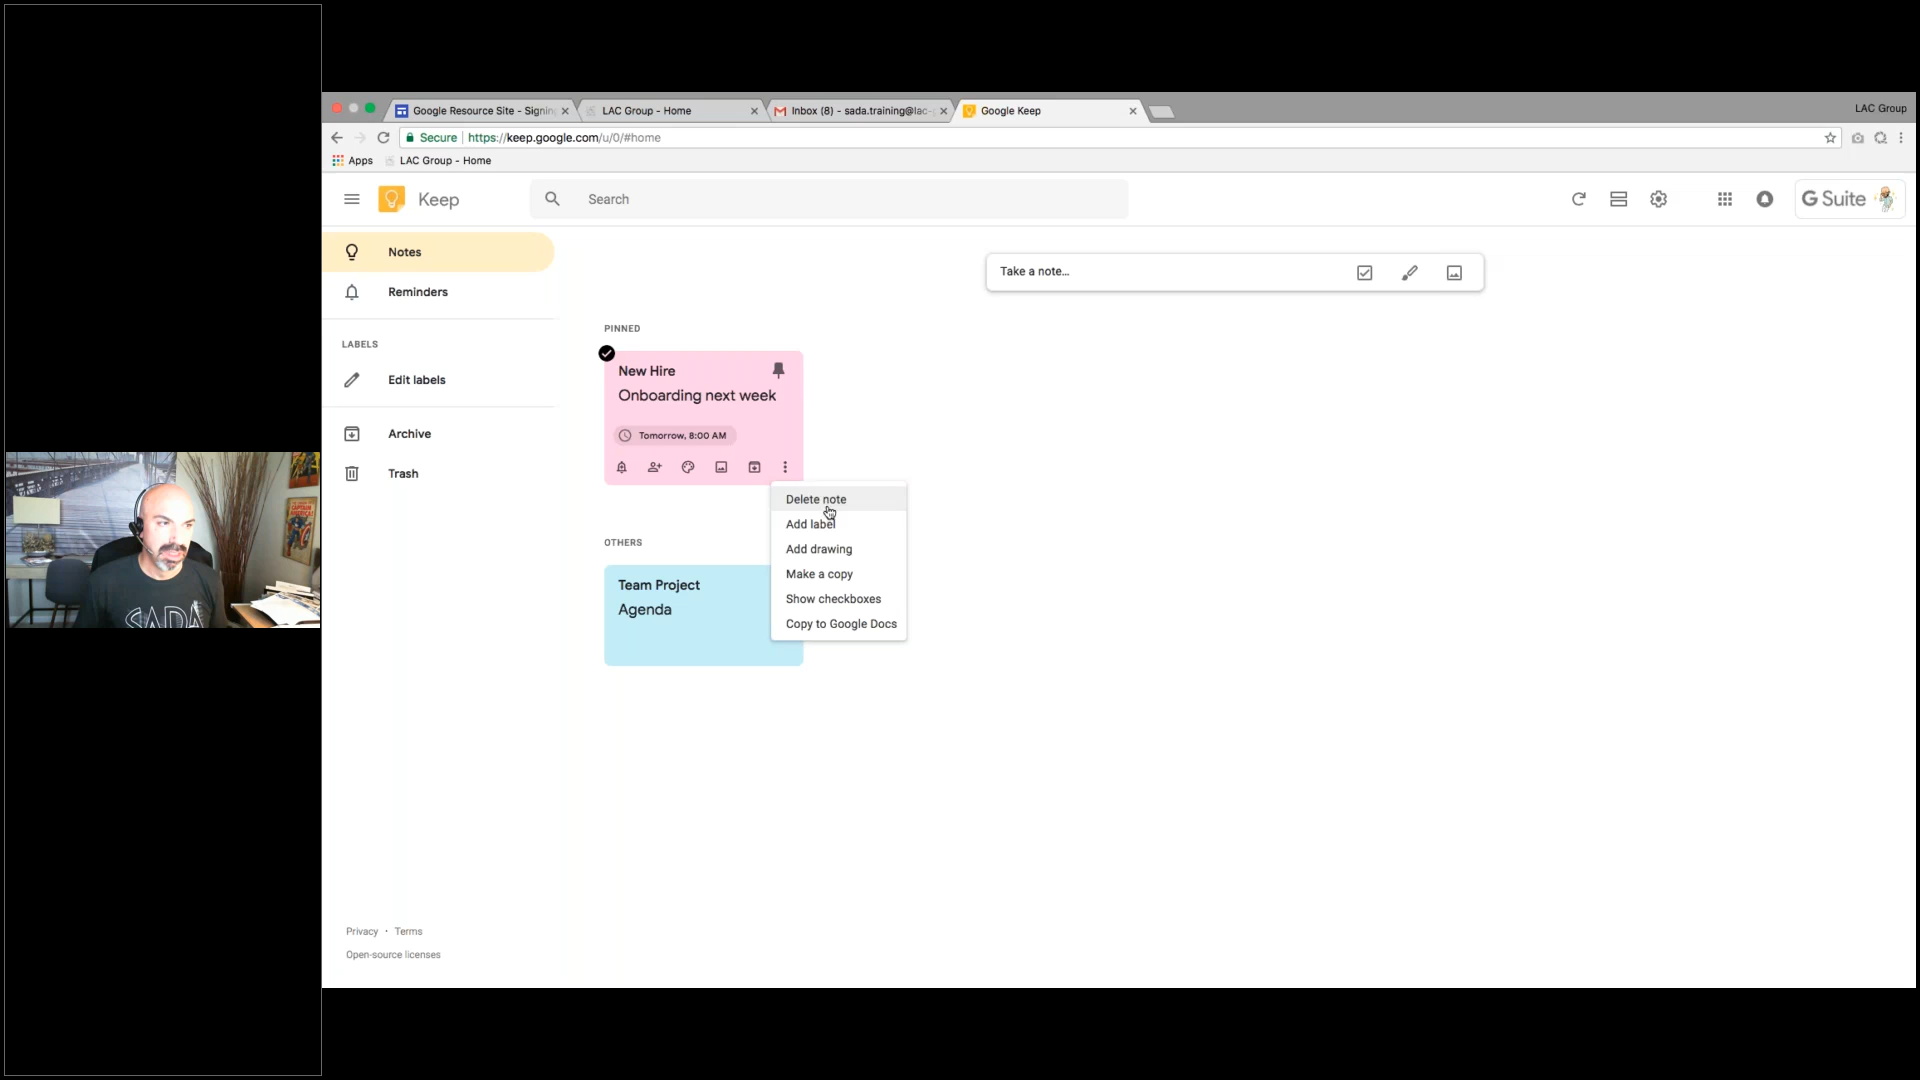 Google Resource Site - Signin
LAC Group - Home
Inbox (8) - sada.training@lac-
Google Keep
LAC Group
Secure
https://keep.google.com/u/0/#home
Apps
LAC Group - Home
Keep
Search
G Suite
Notes
Reminders
LABELS
Edit labels
Archive
Trash
Take a note…
PINNED
New Hire
Onboarding next week
Tomorrow, 8:00 AM
Delete note
Add label
Add drawing
Make a copy
Show checkboxes
Copy to Google Docs
OTHERS
Team Project
Agenda
SADA
Privacy · Terms
Open-source licenses